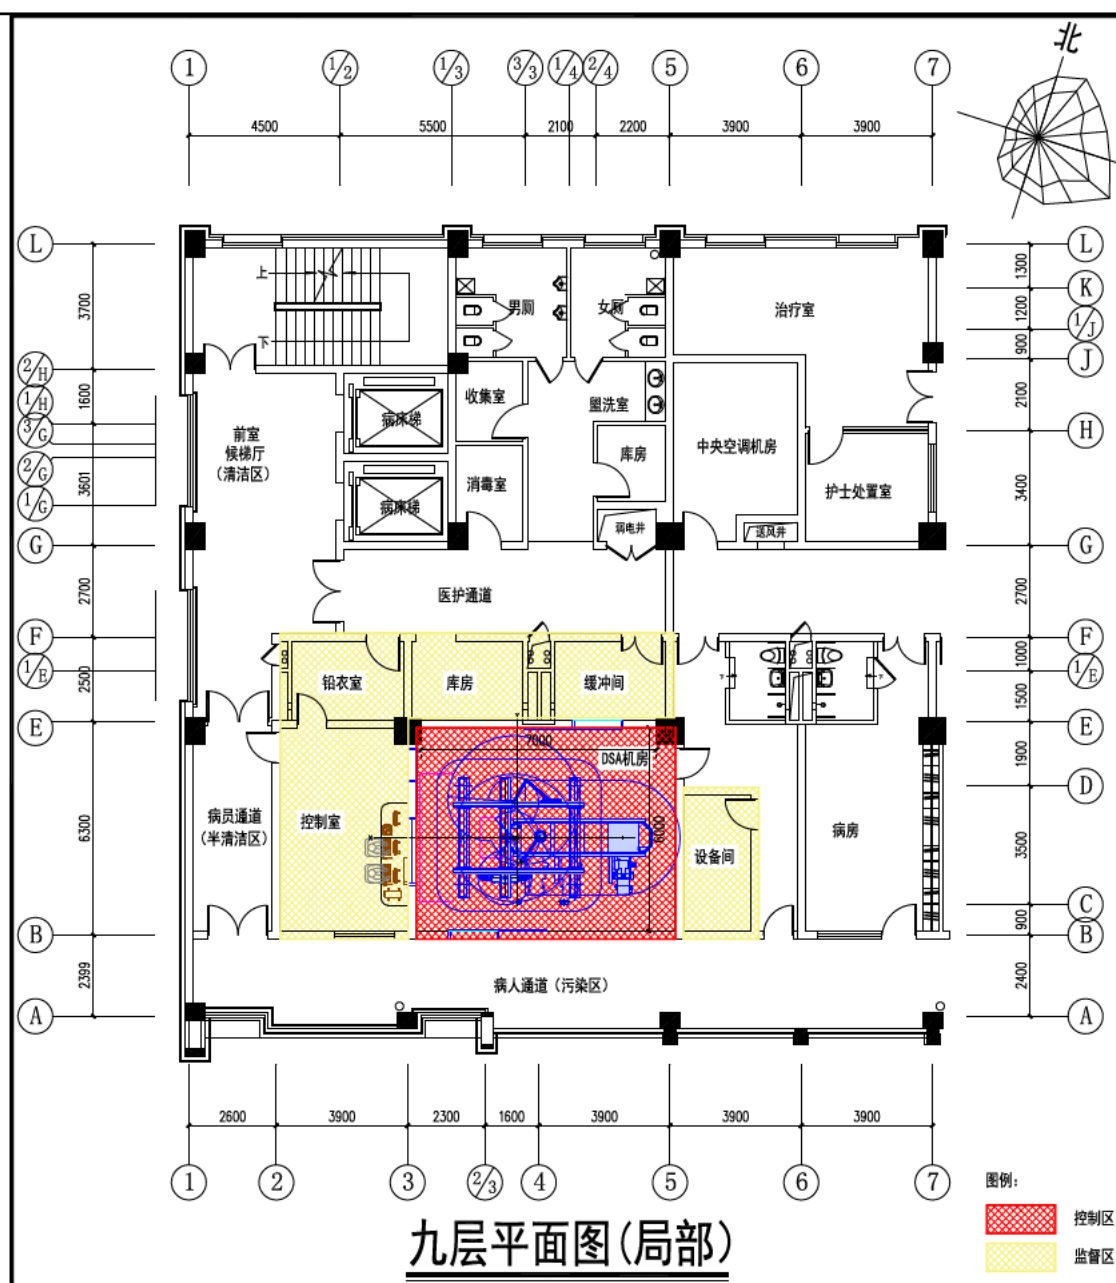 北
1 1/2 1/3 3/3 1/4 2/4 5 6 7
4500 5500 2100 2200 3900 3900
L
K
1/J
J
H
G
F
1/E
E
D
C
B
A
1300
1200
900
2100
3400
2700
1000
1500
1900
3500
900
2400
L
2/H
1/H
3/G
2/G
1/G
G
F
1/E
E
B
A
3700
1600
3601
2700
2500
6300
2399
上
下
男厕
女厕
治疗室
收集室
盥洗室
病床梯
前室
候梯厅
(清洁区)
库房
中央空调机房
消毒室
护士处置室
病床梯
弱电井
送风井
医护通道
铅衣室
库房
缓冲间
下
下
7000
DSA机房
6000
病员通道
(半清洁区)
控制室
设备间
病房
病人通道(污染区)
2600 3900 2300 1600 3900 3900 3900
1 2 3 2/3 4 5 6 7
图例:
控制区
监督区
九层平面图(局部)